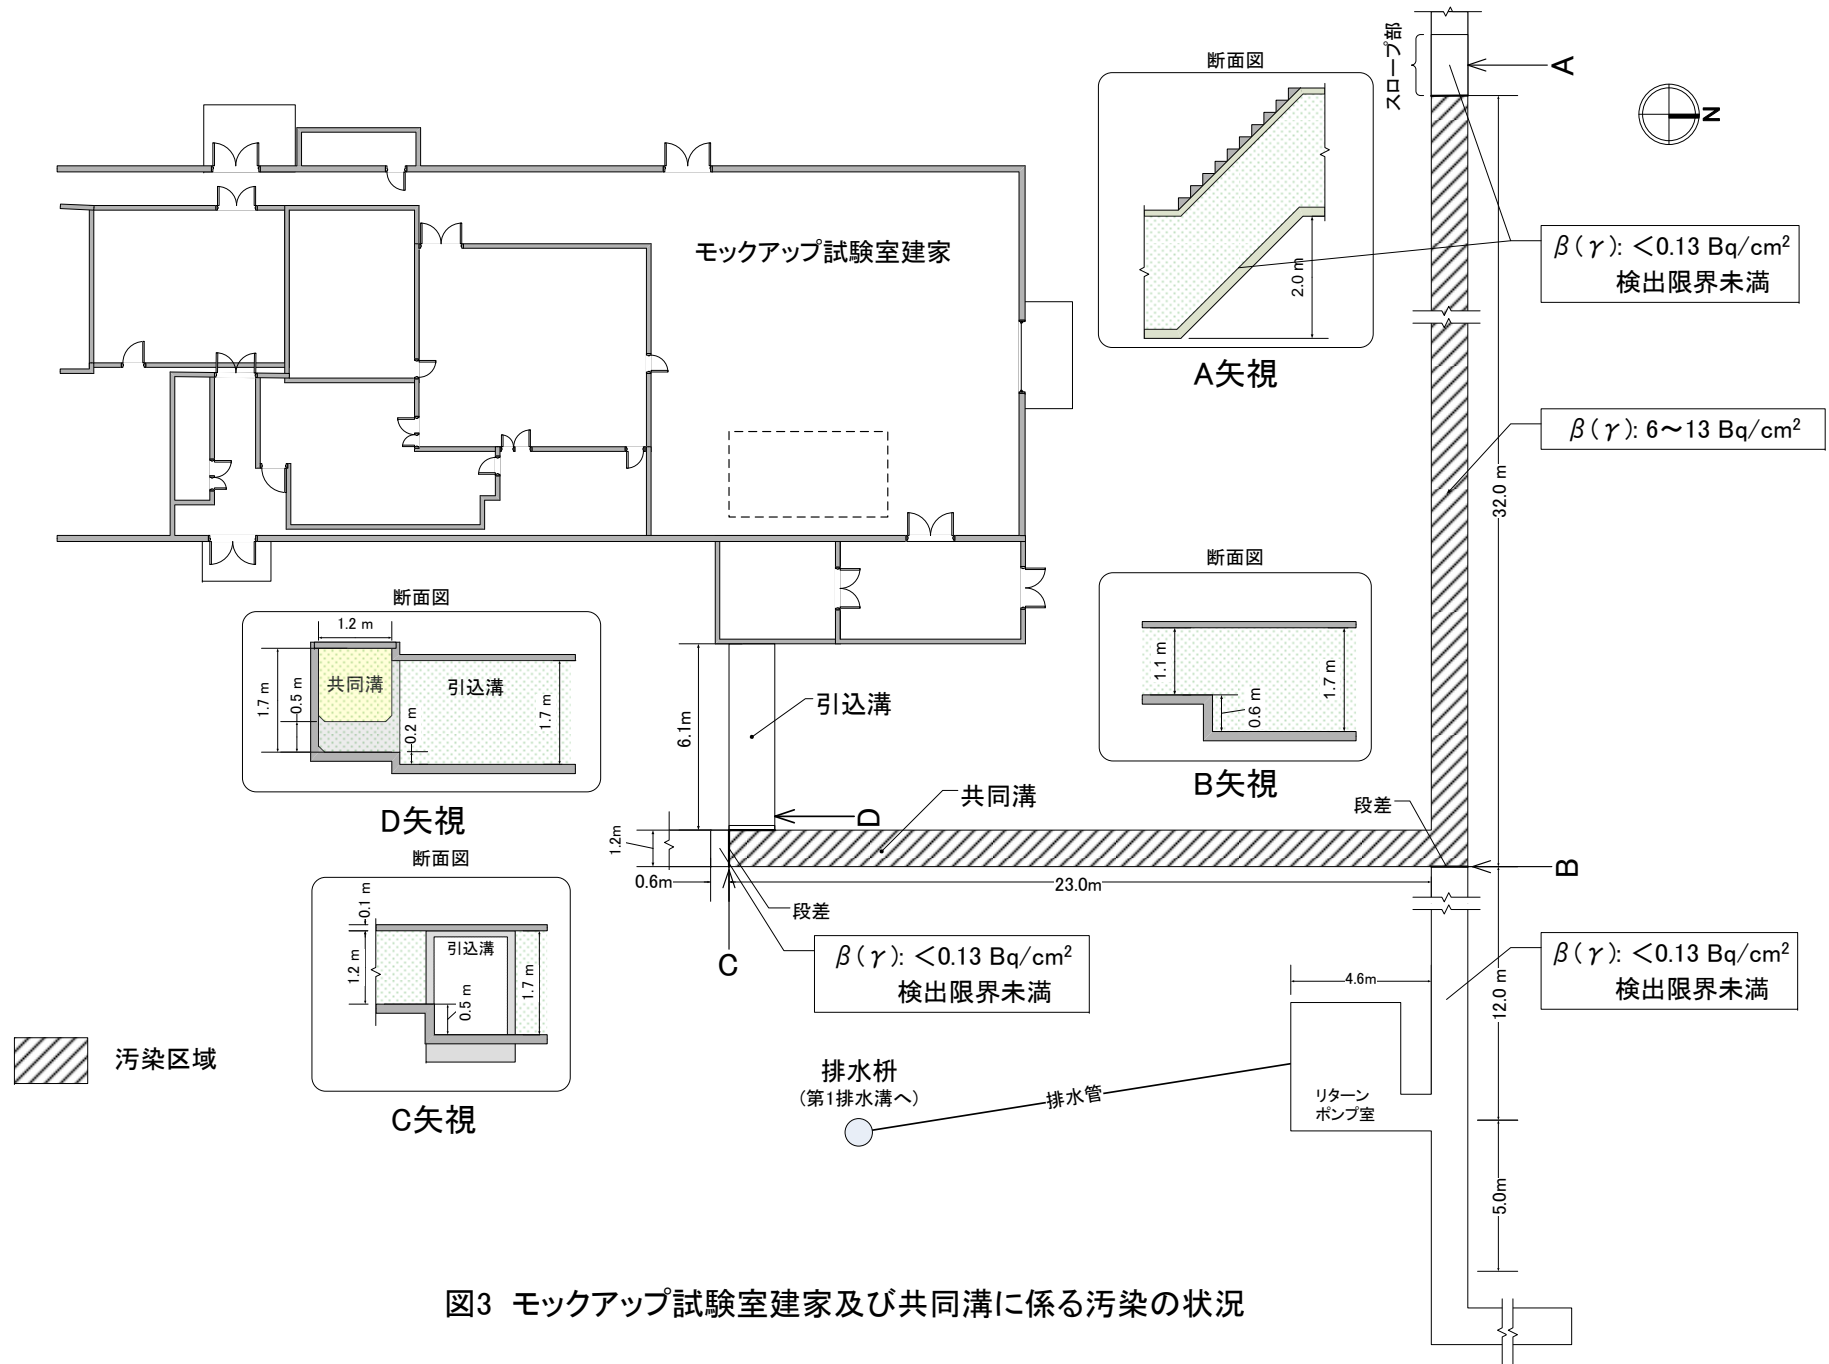 断面図
スロープ部
A
N
2.0 m
A矢視
モックアップ試験室建家
β(γ): <0.13 Bq/cm²
検出限界未満
β(γ): 6～13 Bq/cm²
32.0 m
断面図
1.1 m
0.6 m
1.7 m
B矢視
断面図
1.2 m
1.7 m
0.5 m
共同溝
引込溝
0.2 m
1.7 m
D矢視
6.1m
引込溝
D
共同溝
段差
B
1.2m
0.6m
23.0m
段差
C
β(γ): <0.13 Bq/cm²
検出限界未満
断面図
0.1 m
1.2 m
引込溝
0.5 m
1.7 m
C矢視
β(γ): <0.13 Bq/cm²
検出限界未満
12.0 m
4.6m
汚染区域
排水枡
(第1排水溝へ)
排水管
リターン
ポンプ室
5.0m
図3 モックアップ試験室建家及び共同溝に係る汚染の状況